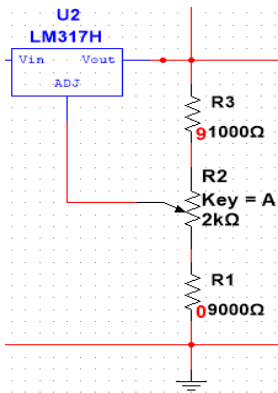 U2
LM317H
Vin Vout
ADJ
R3
91000Ω
R2
Key = A
2kΩ
R1
09000Ω